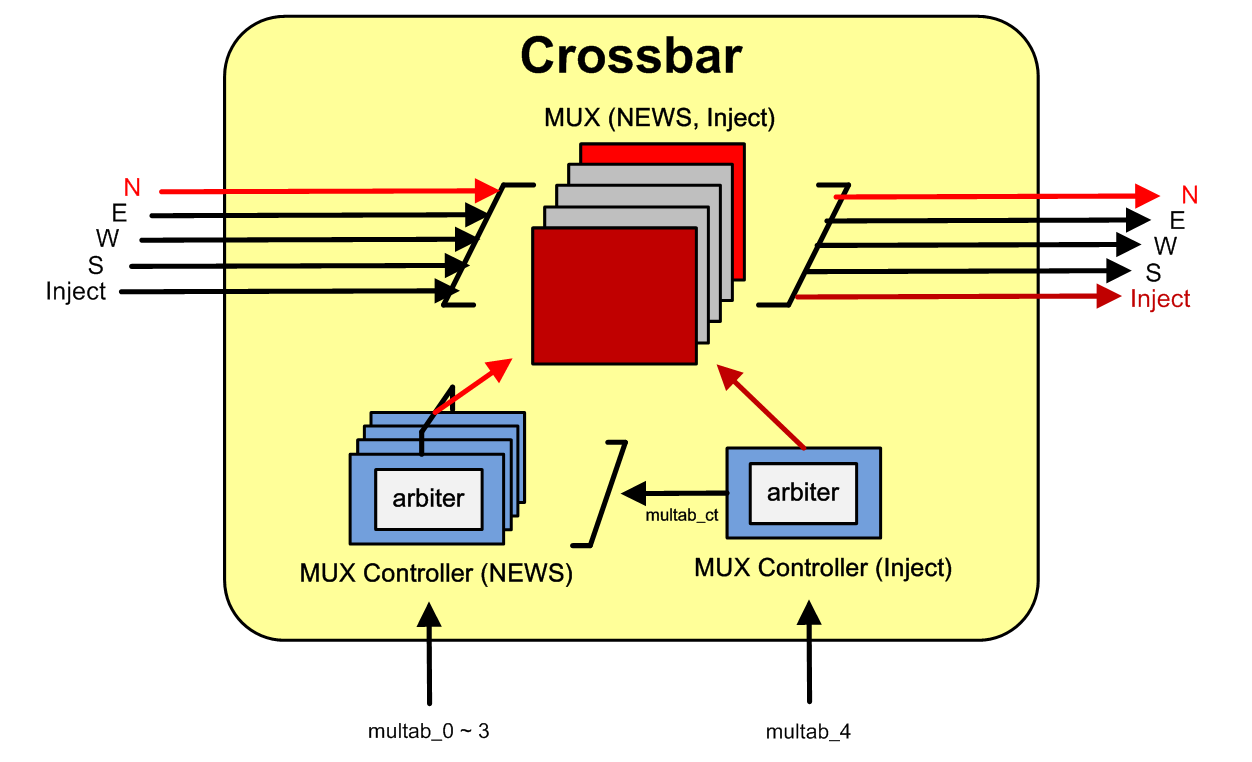 Crossbar
MUX (NEWS, Inject)
N
E
W
S
Inject
N
E
W
S
Inject
arbiter
arbiter
multab_ct
MUX Controller (NEWS)
MUX Controller (Inject)
multab_0 ~ 3
multab_4